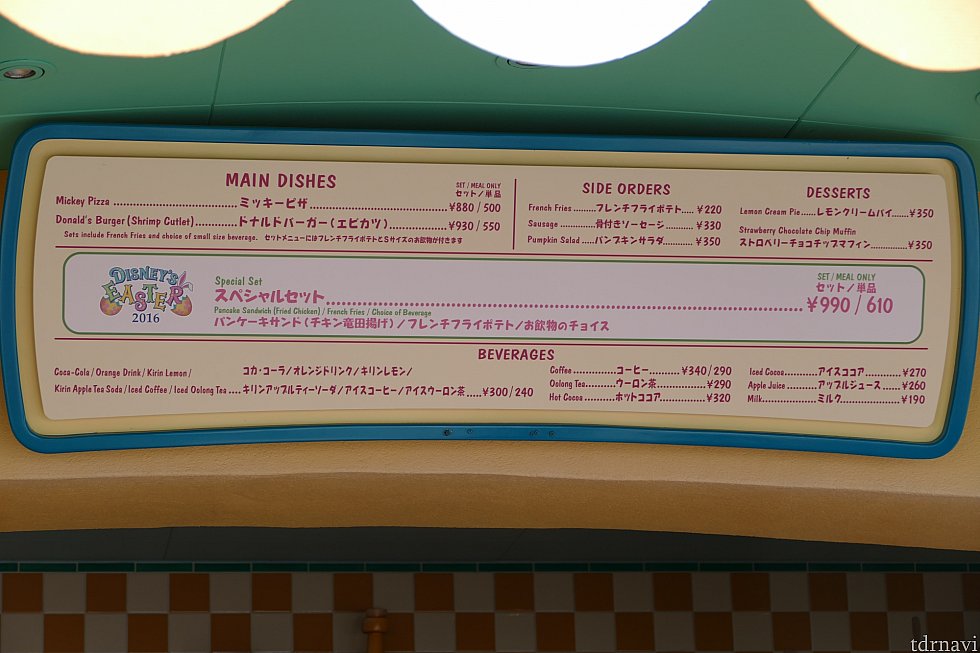 MAIN DISHES
SET / MEAL ONLY
セット／単品
Mickey Pizza ........ミッキーピザ........¥880 / 500
Donald's Burger (Shrimp Cutlet)........ドナルドバーガー（エビカツ）........¥930 / 550
Sets include French Fries and choice of small size beverage. セットメニューにはフレンチフライポテトとSサイズのお飲物が付きます
SIDE ORDERS
French Fries ........フレンチフライポテト.... ¥220
Sausage ........骨付きソーセージ........ ¥330
Pumpkin Salad .....パンプキンサラダ........ ¥350
DESSERTS
Lemon Cream Pie.....レモンクリームパイ.....¥350
Strawberry Chocolate Chip Muffin
ストロベリーチョコチップマフィン........¥350
DISNEY'S
EASTER
2016
Special Set
SET / MEAL ONLY
セット／単品
スペシャルセット........¥990 / 610
Pancake Sandwich (Fried Chicken) / French Fries / Choice of Beverage
パンケーキサンド（チキン竜田揚げ）／フレンチフライポテト／お飲物のチョイス
BEVERAGES
Coca-Cola / Orange Drink / Kirin Lemon / コカ・コーラ／オレンジドリンク／キリンレモン／
Kirin Apple Tea Soda / Iced Coffee / Iced Oolong Tea ....キリンアップルティーソーダ／アイスコーヒー／アイスウーロン茶.....¥300 / 240
Coffee ........コーヒー........¥340 / 290
Oolong Tea........ウーロン茶........¥290
Hot Cocoa ........ホットココア........¥320
Iced Cocoa........アイスココア........¥270
Apple Juice ........アップルジュース.....¥260
Milk........ミルク........¥190
tdrnavi